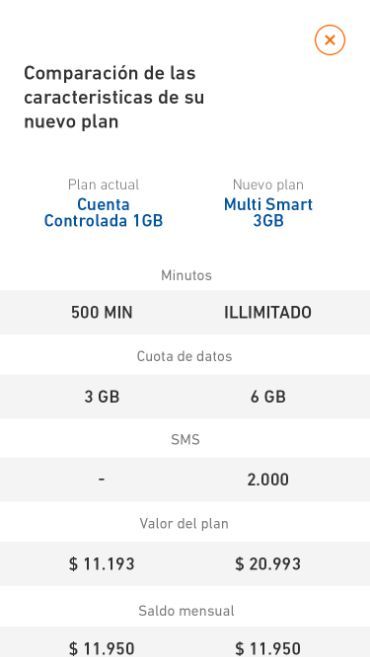 Comparación de las
caracteristicas de su
nuevo plan
Plan actual Nuevo plan
Cuenta Multi Smart
Controlada 1GB 3GB
Minutos
500 MIN ILLIMITADO
Cuota de datos
3 GB 6 GB
SMS
- 2.000
Valor del plan
$ 11.193 $ 20.993
Saldo mensual
$ 11.950 $ 11.950